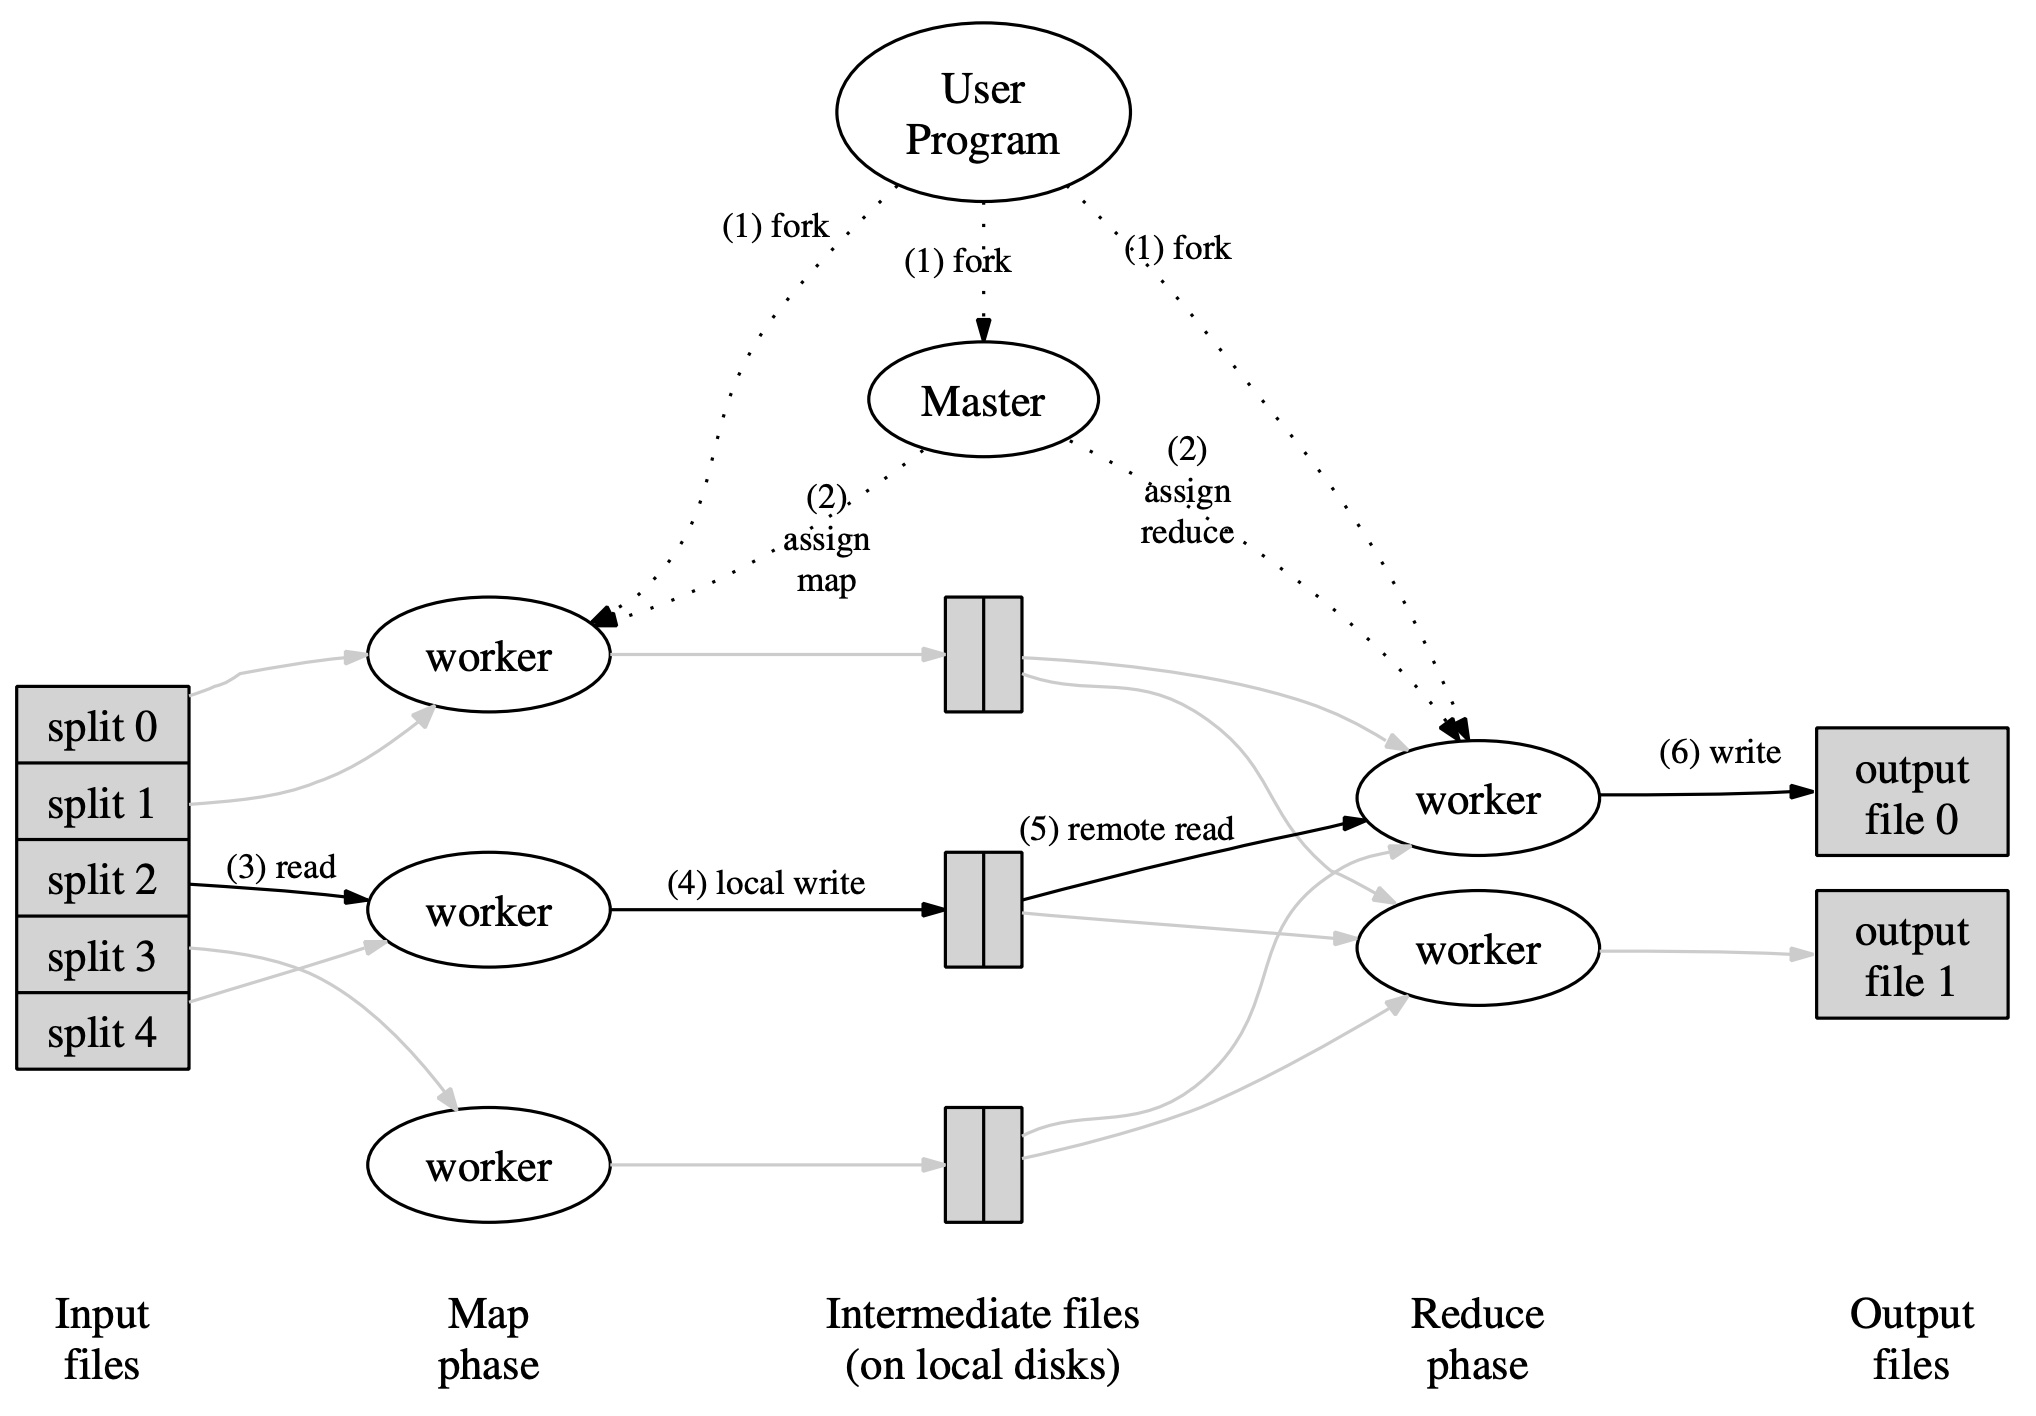 User
Program
(1) fork
(1) fork
(1) fork
Master
(2)
assign
map
(2)
assign
reduce
split 0
split 1
split 2
split 3
split 4
(3) read
worker
worker
worker
(4) local write
(5) remote read
worker
worker
(6) write
output
file 0
output
file 1
Input
files
Map
phase
Intermediate files
(on local disks)
Reduce
phase
Output
files